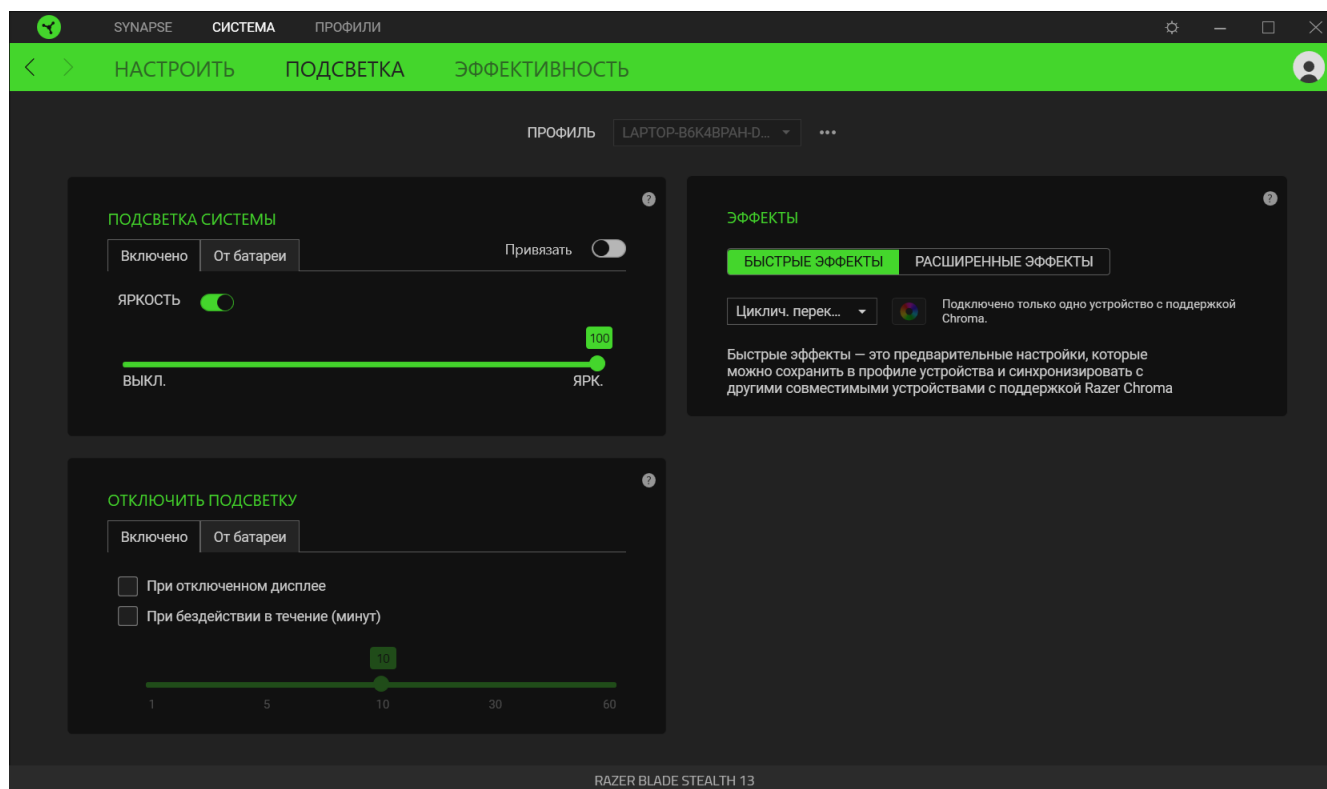 SYNAPSE СИСТЕМА ПРОФИЛИ
НАСТРОИТЬ ПОДСВЕТКА ЭФФЕКТИВНОСТЬ
ПРОФИЛЬ LAPTOP-B6K4BPAH-D... •••
ПОДСВЕТКА СИСТЕМЫ
?
Включено От батареи Привязать
ЯРКОСТЬ
100
ВЫКЛ. ЯРК.
ЭФФЕКТЫ
?
БЫСТРЫЕ ЭФФЕКТЫ РАСШИРЕННЫЕ ЭФФЕКТЫ
Циклич. перек...
Подключено только одно устройство с поддержкой
Chroma.
Быстрые эффекты — это предварительные настройки, которые
можно сохранить в профиле устройства и синхронизировать с
другими совместимыми устройствами с поддержкой Razer Chroma
ОТКЛЮЧИТЬ ПОДСВЕТКУ
?
Включено От батареи
При отключенном дисплее
При бездействии в течение (минут)
10
1 5 10 30 60
RAZER BLADE STEALTH 13